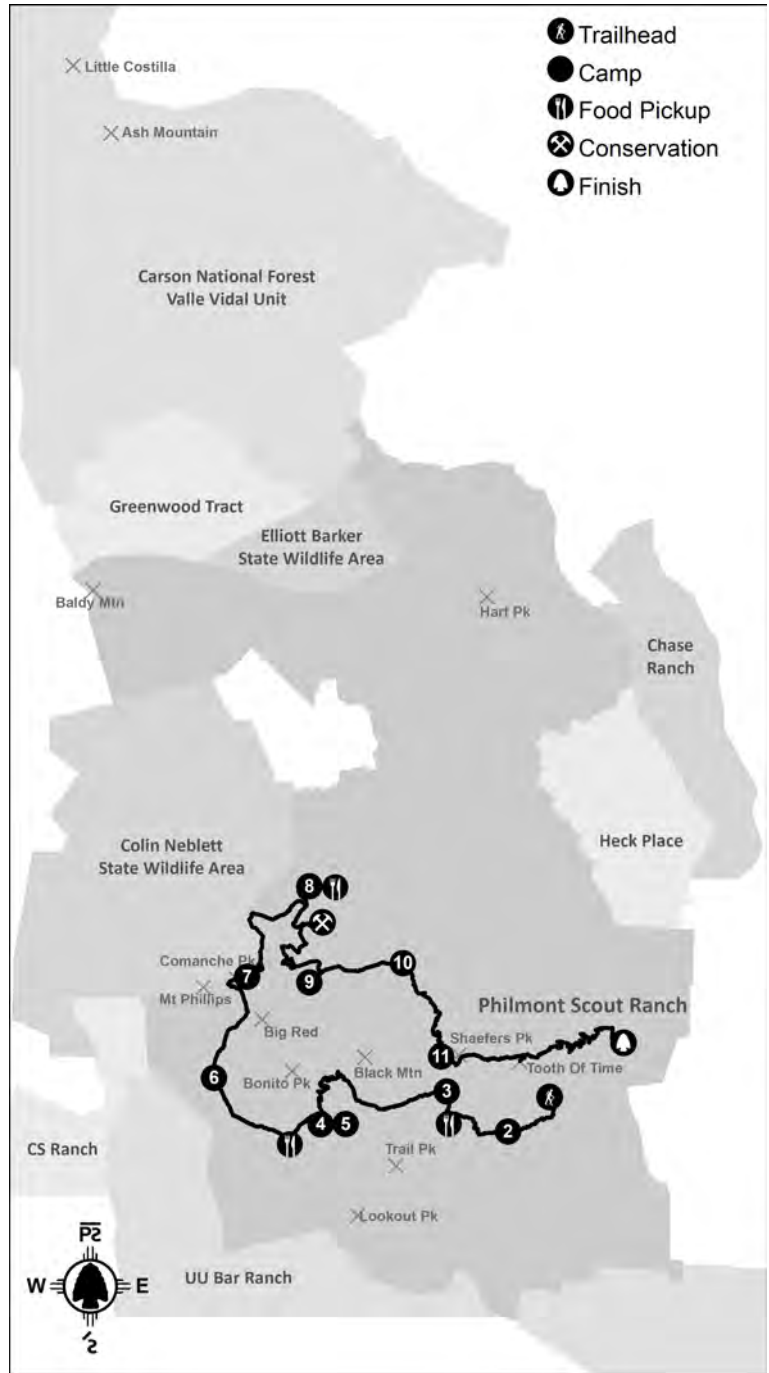 Trailhead
Camp
Food Pickup
Conservation
Finish
Little Costilla
Ash Mountain
Carson National Forest
Valle Vidal Unit
Greenwood Tract
Elliott Barker
State Wildlife Area
Baldy Mtn
Hart Pk
Chase
Ranch
Heck Place
Colin Neblett
State Wildlife Area
8
Comanche Pk
7
9
10
Mt Phillips
Philmont Scout Ranch
Big Red
Shaefers Pk
11
Tooth Of Time
Black Mtn
Bonito Pk
6
3
4
5
2
Trail Pk
CS Ranch
Lookout Pk
UU Bar Ranch
W
E